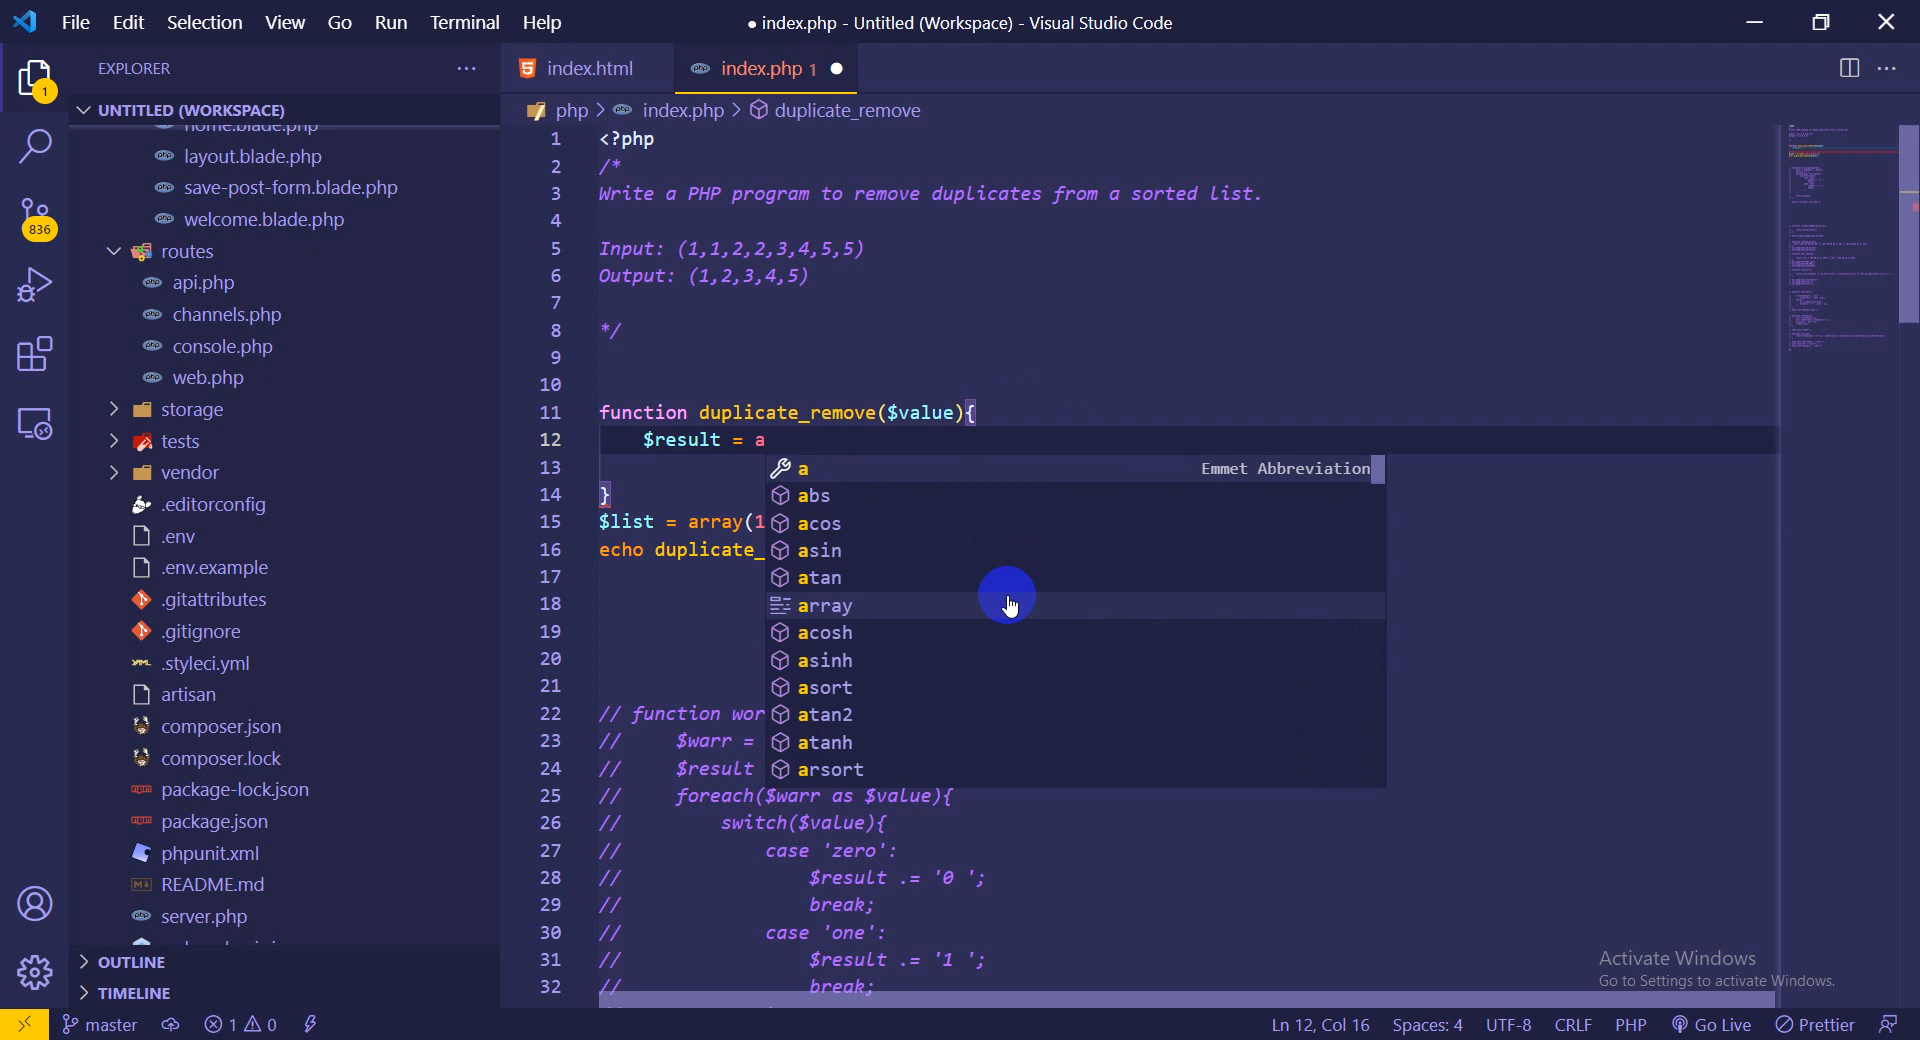 File Edit Selection View Go Run Terminal Help
● index.php - Untitled (Workspace) - Visual Studio Code
EXPLORER
index.html
index.php 1
UNTITLED (WORKSPACE)
php > index.php > duplicate_remove
1
836
home.blade.php
layout.blade.php
save-post-form.blade.php
welcome.blade.php
routes
api.php
channels.php
console.php
web.php
storage
tests
vendor
.editorconfig
.env
.env.example
.gitattributes
.gitignore
.styleci.yml
artisan
composer.json
composer.lock
package-lock.json
package.json
phpunit.xml
README.md
server.php
OUTLINE
TIMELINE
1 <?php
2 /*
3 Write a PHP program to remove duplicates from a sorted list.
4
5 Input: (1,1,2,2,3,4,5,5)
6 Output: (1,2,3,4,5)
7
8 */
9
10
11 function duplicate_remove($value){
12 $result = a
13
14 }
15 $list = array(1
16 echo duplicate_
17
18
19
20
21
22 // function wor
23 // $warr =
24 // $result
25 // foreach($warr as $value){
26 // switch($value){
27 // case 'zero':
28 // $result .= '0 ';
29 // break;
30 // case 'one':
31 // $result .= '1 ';
32 // break;
a Emmet Abbreviation
abs
acos
asin
atan
array
acosh
asinh
asort
atan2
atanh
arsort
Activate Windows
Go to Settings to activate Windows.
master
1 0
Ln 12, Col 16 Spaces: 4 UTF-8 CRLF PHP Go Live Prettier